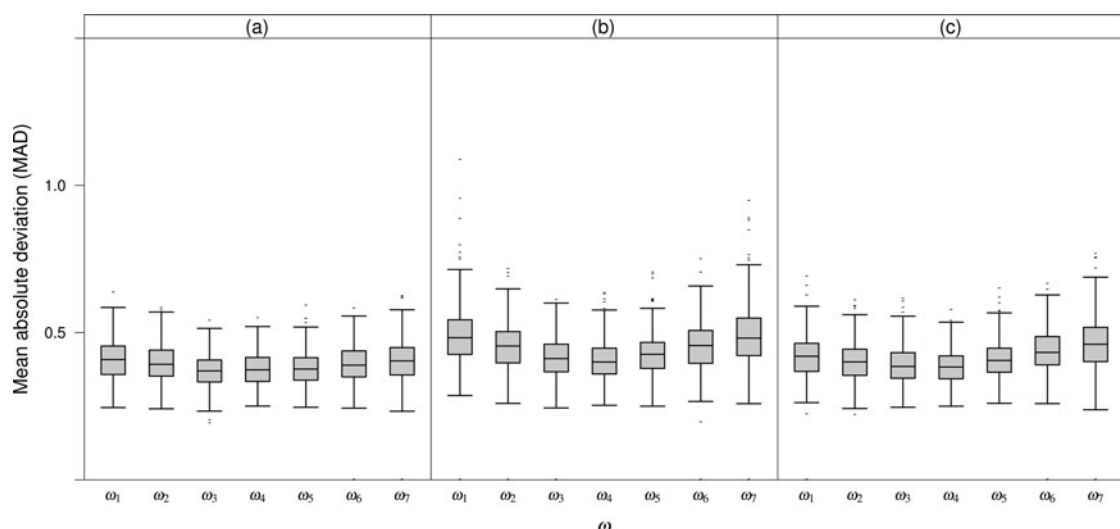 (a) (b) (c)
Mean absolute deviation (MAD)
1.0
0.5
ω1 ω2 ω3 ω4 ω5 ω6 ω7 ω1 ω2 ω3 ω4 ω5 ω6 ω7 ω1 ω2 ω3 ω4 ω5 ω6 ω7
ω